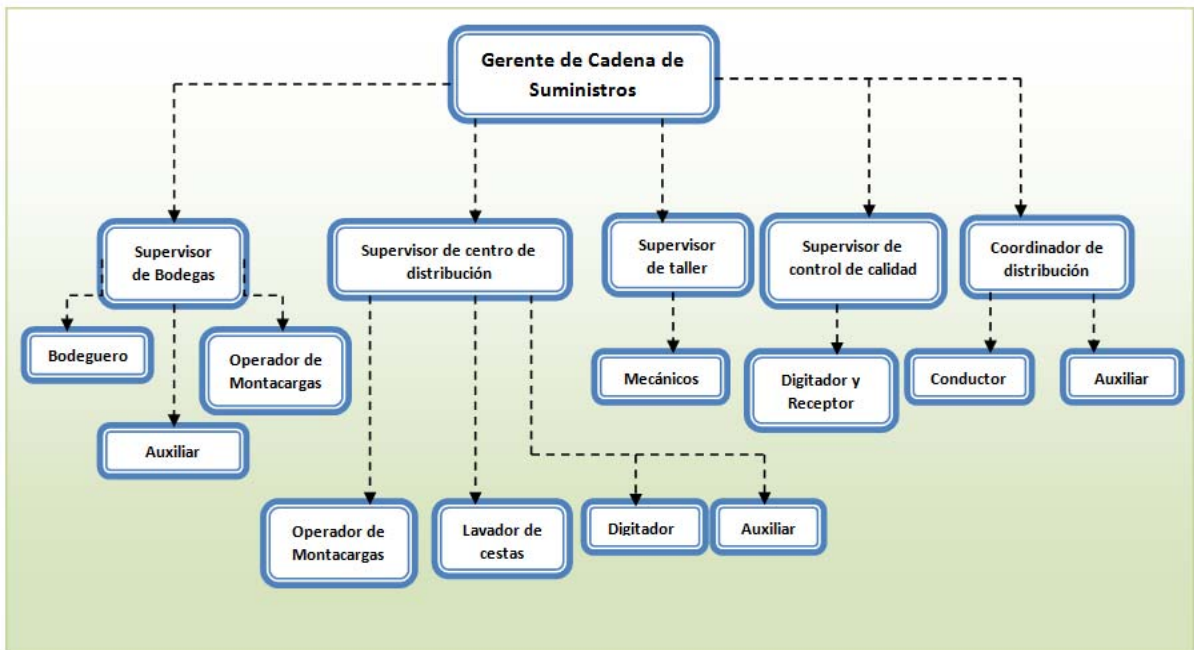 Gerente de Cadena de
Suministros
Supervisor
de Bodegas
Supervisor de centro de
distribución
Supervisor
de taller
Supervisor de
control de calidad
Coordinador de
distribución
Bodeguero
Operador de
Montacargas
Auxiliar
Mecánicos
Digitador y
Receptor
Conductor
Auxiliar
Operador de
Montacargas
Lavador de
cestas
Digitador
Auxiliar